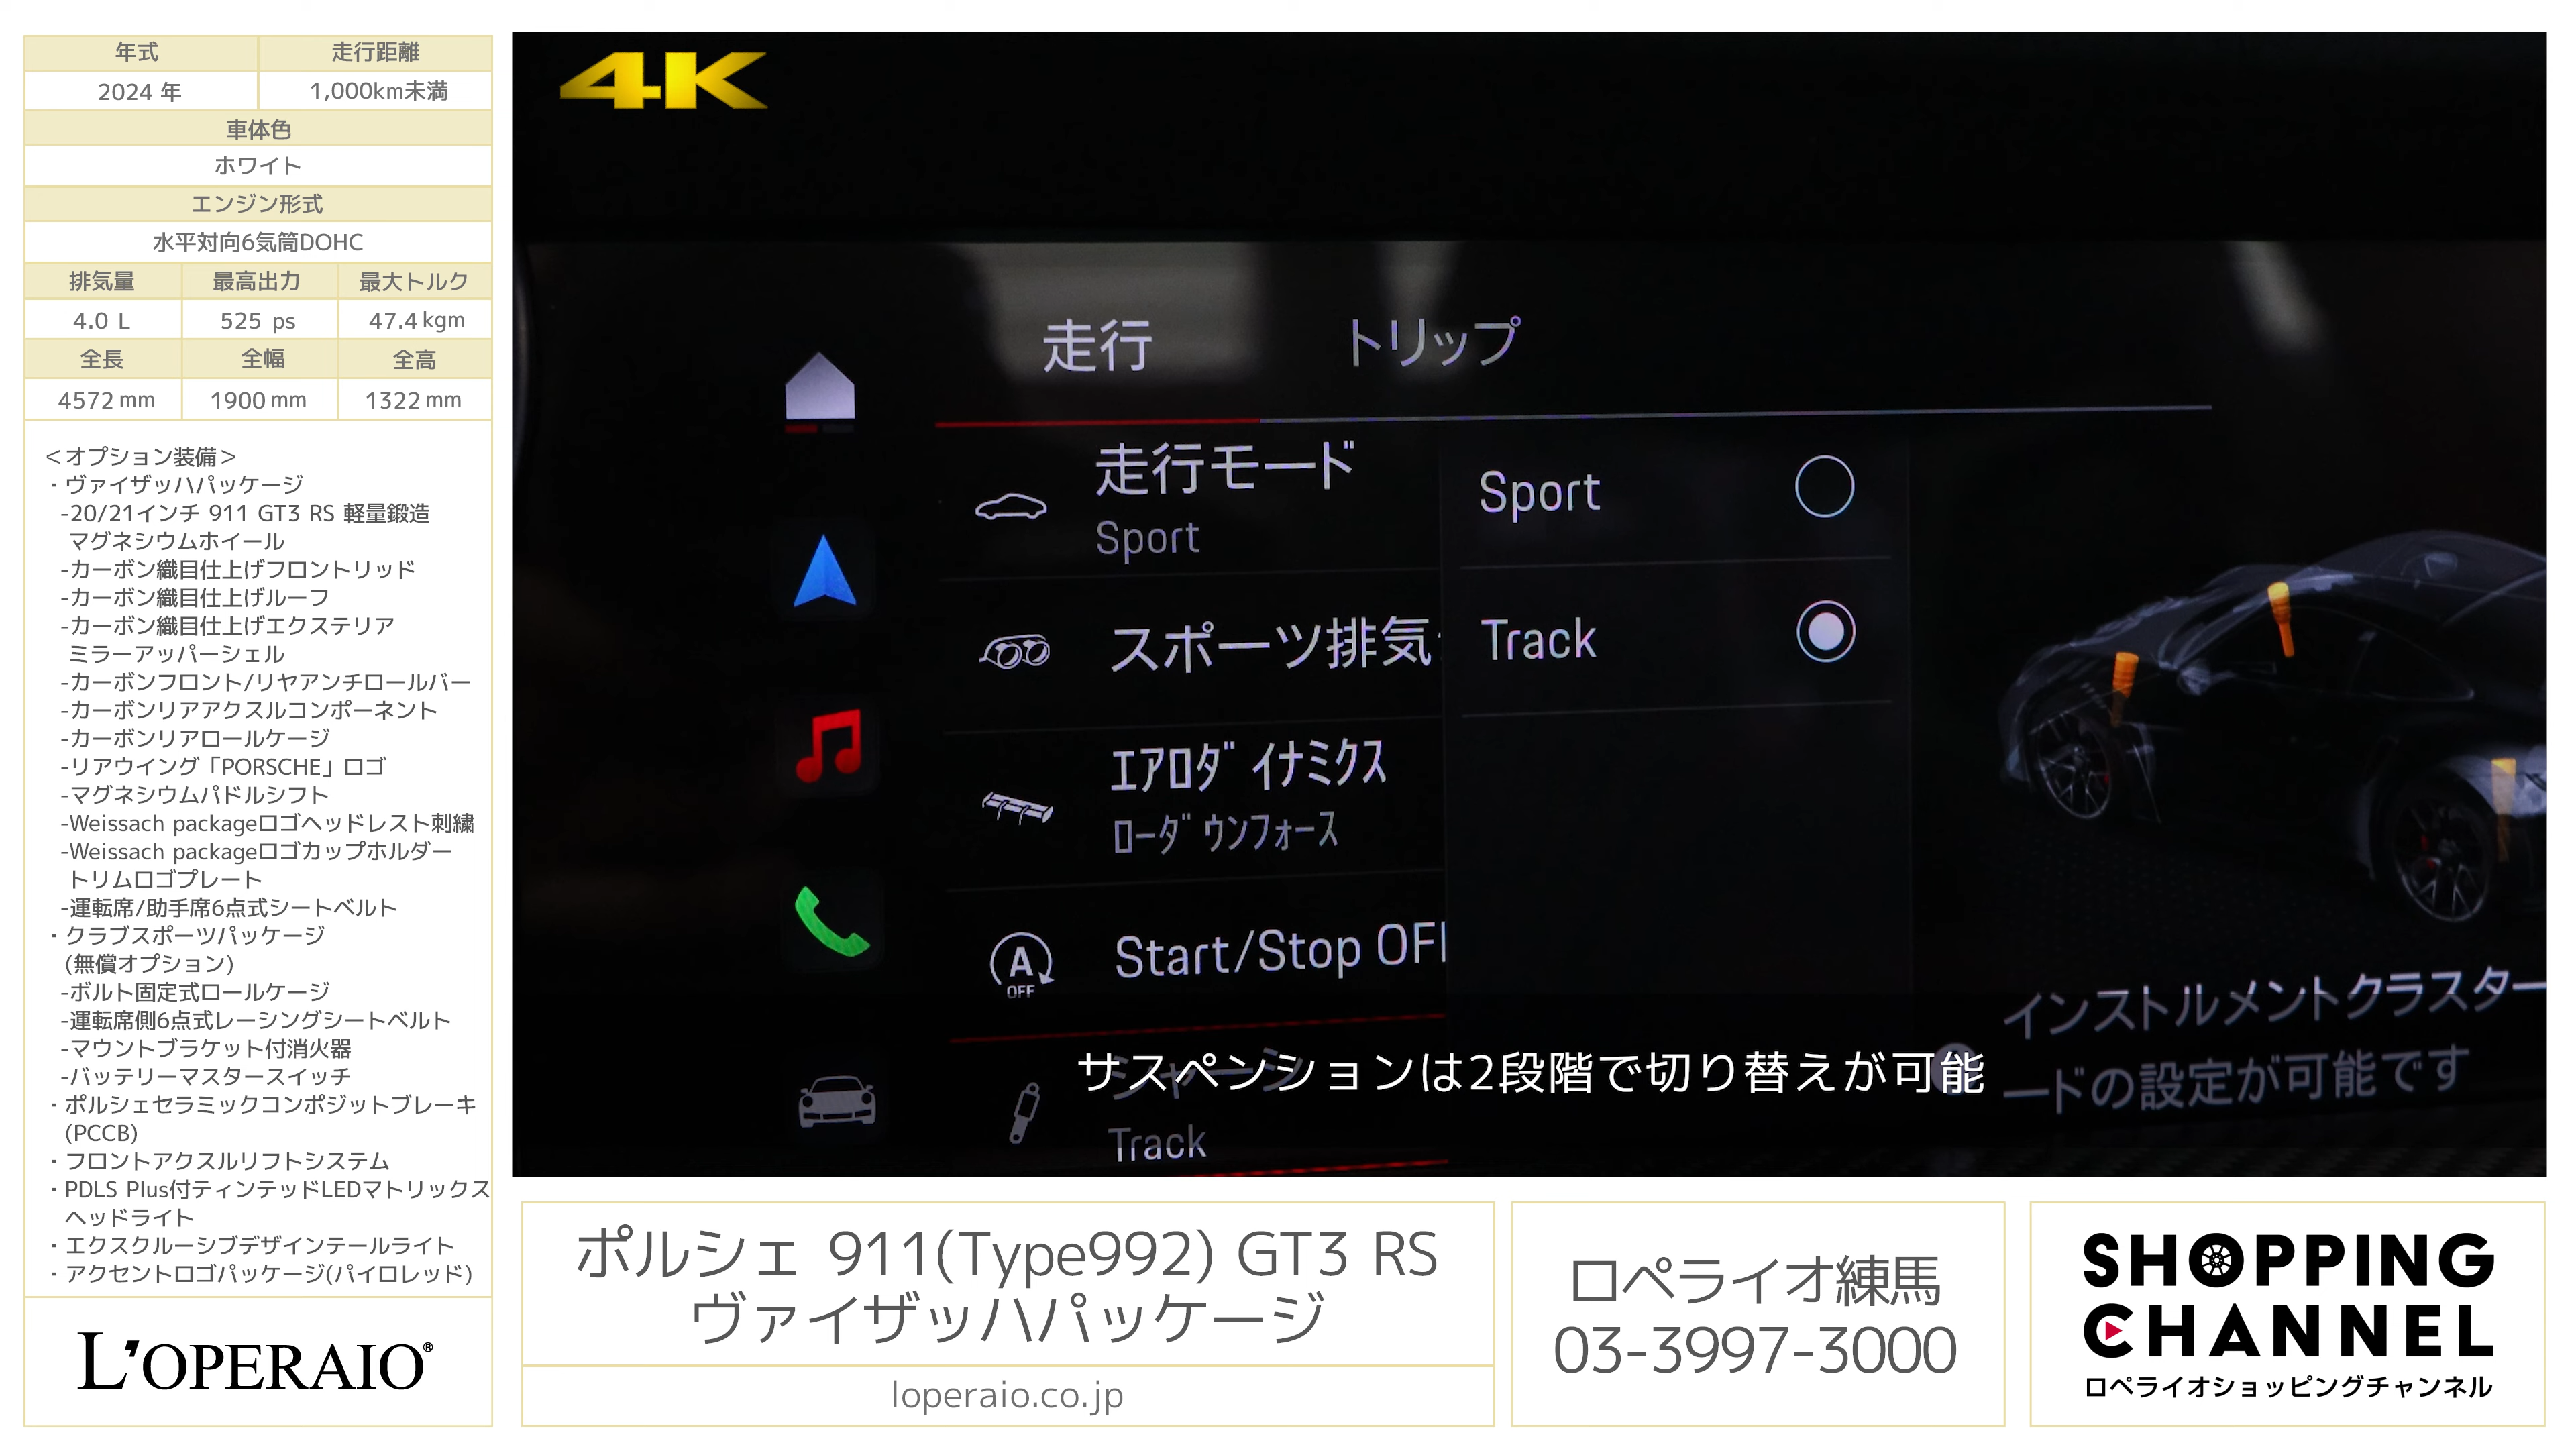 年式 走行距離
2024 年 1,000km未満
車体色
ホワイト
エンジン形式
水平対向6気筒DOHC
排気量 最高出力 最大トルク
4.0 L 525 ps 47.4 kgm
全長 全幅 全高
4572 mm 1900 mm 1322 mm
＜オプション装備＞
・ヴァイザッハパッケージ
-20/21インチ 911 GT3 RS 軽量鍛造
マグネシウムホイール
-カーボン織目仕上げフロントリッド
-カーボン織目仕上げルーフ
-カーボン織目仕上げエクステリア
ミラーアッパーシェル
-カーボンフロント/リヤアンチロールバー
-カーボンリアアクスルコンポーネント
-カーボンリアロールケージ
-リアウイング「PORSCHE」ロゴ
-マグネシウムパドルシフト
-Weissach packageロゴヘッドレスト刺繍
-Weissach packageロゴカップホルダー
トリムロゴプレート
-運転席/助手席6点式シートベルト
・クラブスポーツパッケージ
(無償オプション)
-ボルト固定式ロールケージ
-運転席側6点式レーシングシートベルト
-マウントブラケット付消火器
-バッテリーマスタースイッチ
・ポルシェセラミックコンポジットブレーキ
(PCCB)
・フロントアクスルリフトシステム
・PDLS Plus付ティンテッドLEDマトリックス
ヘッドライト
・エクスクルーシブデザインテールライト
・アクセントロゴパッケージ(パイロレッド)
L'OPERAIO®
4K
走行 トリップ
走行モード
Sport
スポーツ排気
エアロダイナミクス
ローダウンフォース
A
OFF
Start/Stop OFF
Track
Sport
Track
インストルメントクラスター
ードの設定が可能です
サスペンションは2段階で切り替えが可能
ポルシェ 911(Type992) GT3 RS
ヴァイザッハパッケージ
loperaio.co.jp
ロペライオ練馬
03-3997-3000
SHOPPING
CHANNEL
ロペライオショッピングチャンネル